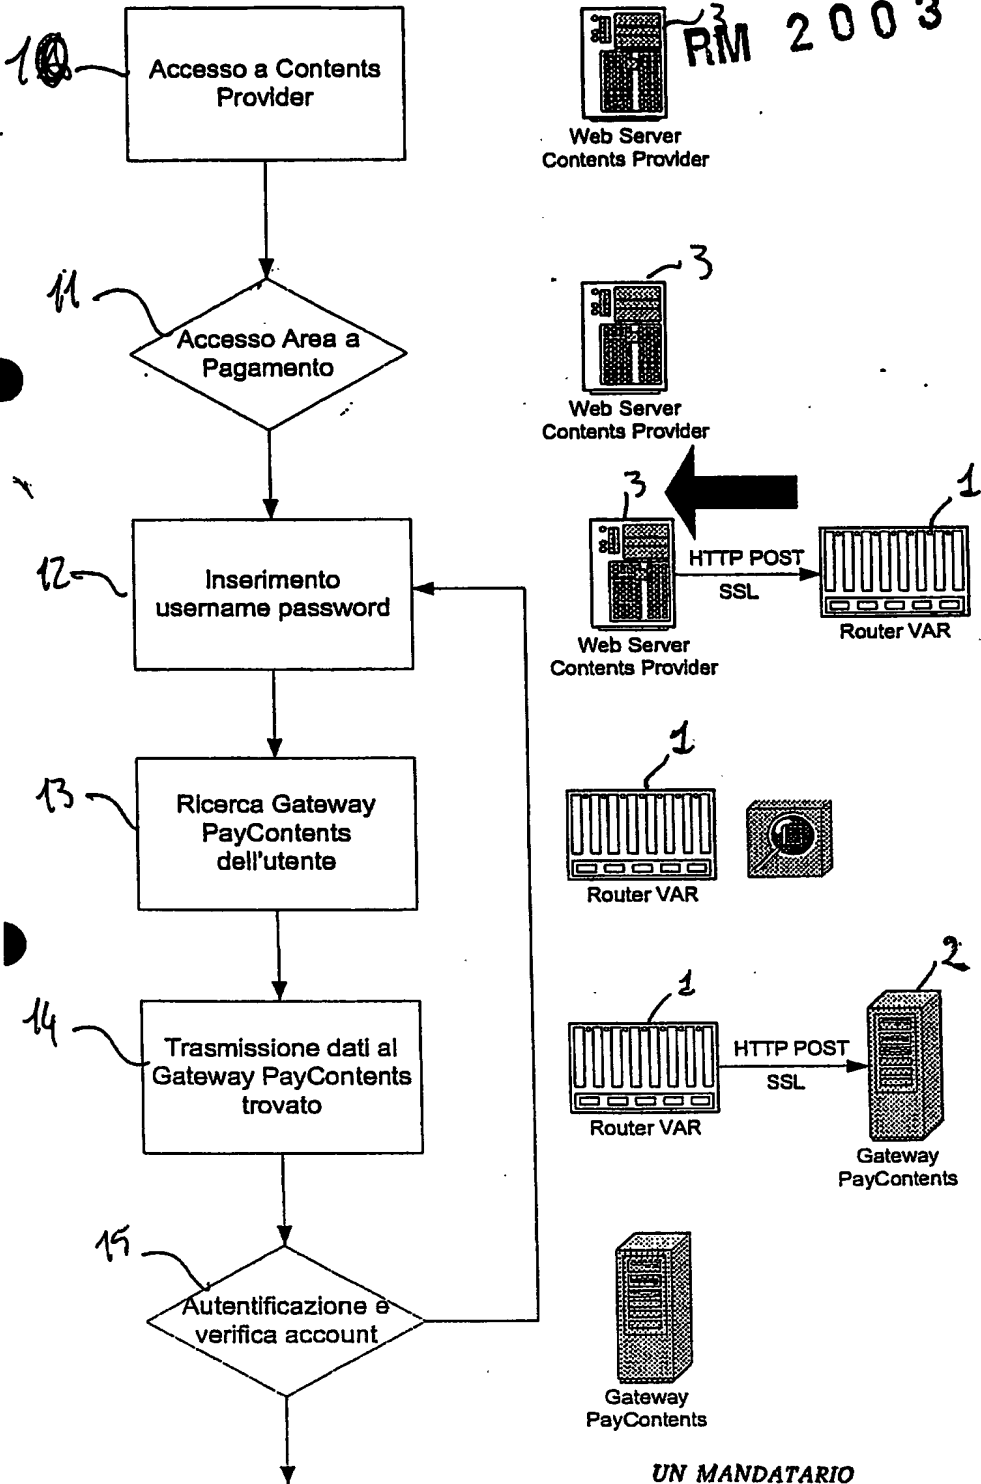 3
RM 2003
10
Accesso a Contents
Provider
Web Server
Contents Provider
11
Accesso Area a
Pagamento
3
Web Server
Contents Provider
12
Inserimento
username password
3
HTTP POST
SSL
1
Web Server
Contents Provider
Router VAR
13
Ricerca Gateway
PayContents
dell'utente
1
Router VAR
14
Trasmissione dati al
Gateway PayContents
trovato
1
HTTP POST
SSL
2
Router VAR
Gateway
PayContents
15
Autentificazione e
verifica account
Gateway
PayContents
UN MANDATARIO